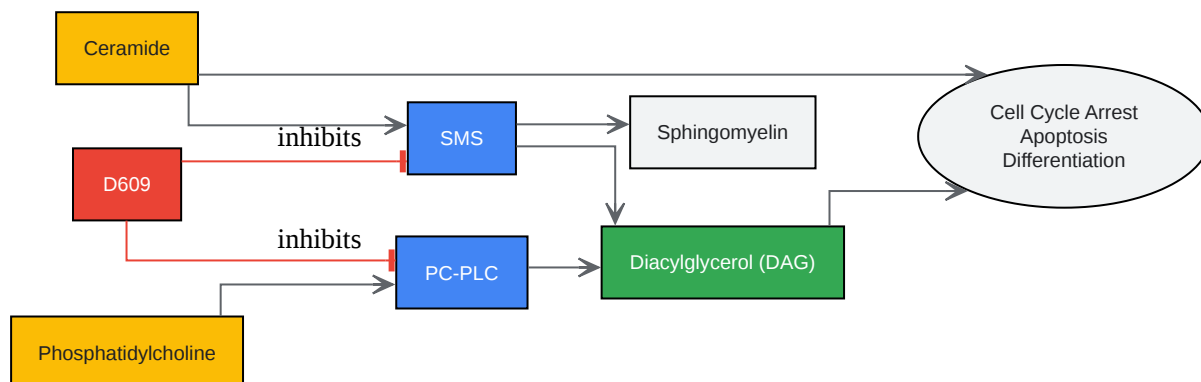 Ceramide
inhibits
SMS
Sphingomyelin
Cell Cycle Arrest
Apoptosis
Differentiation
D609
inhibits
PC-PLC
Diacylglycerol (DAG)
Phosphatidylcholine